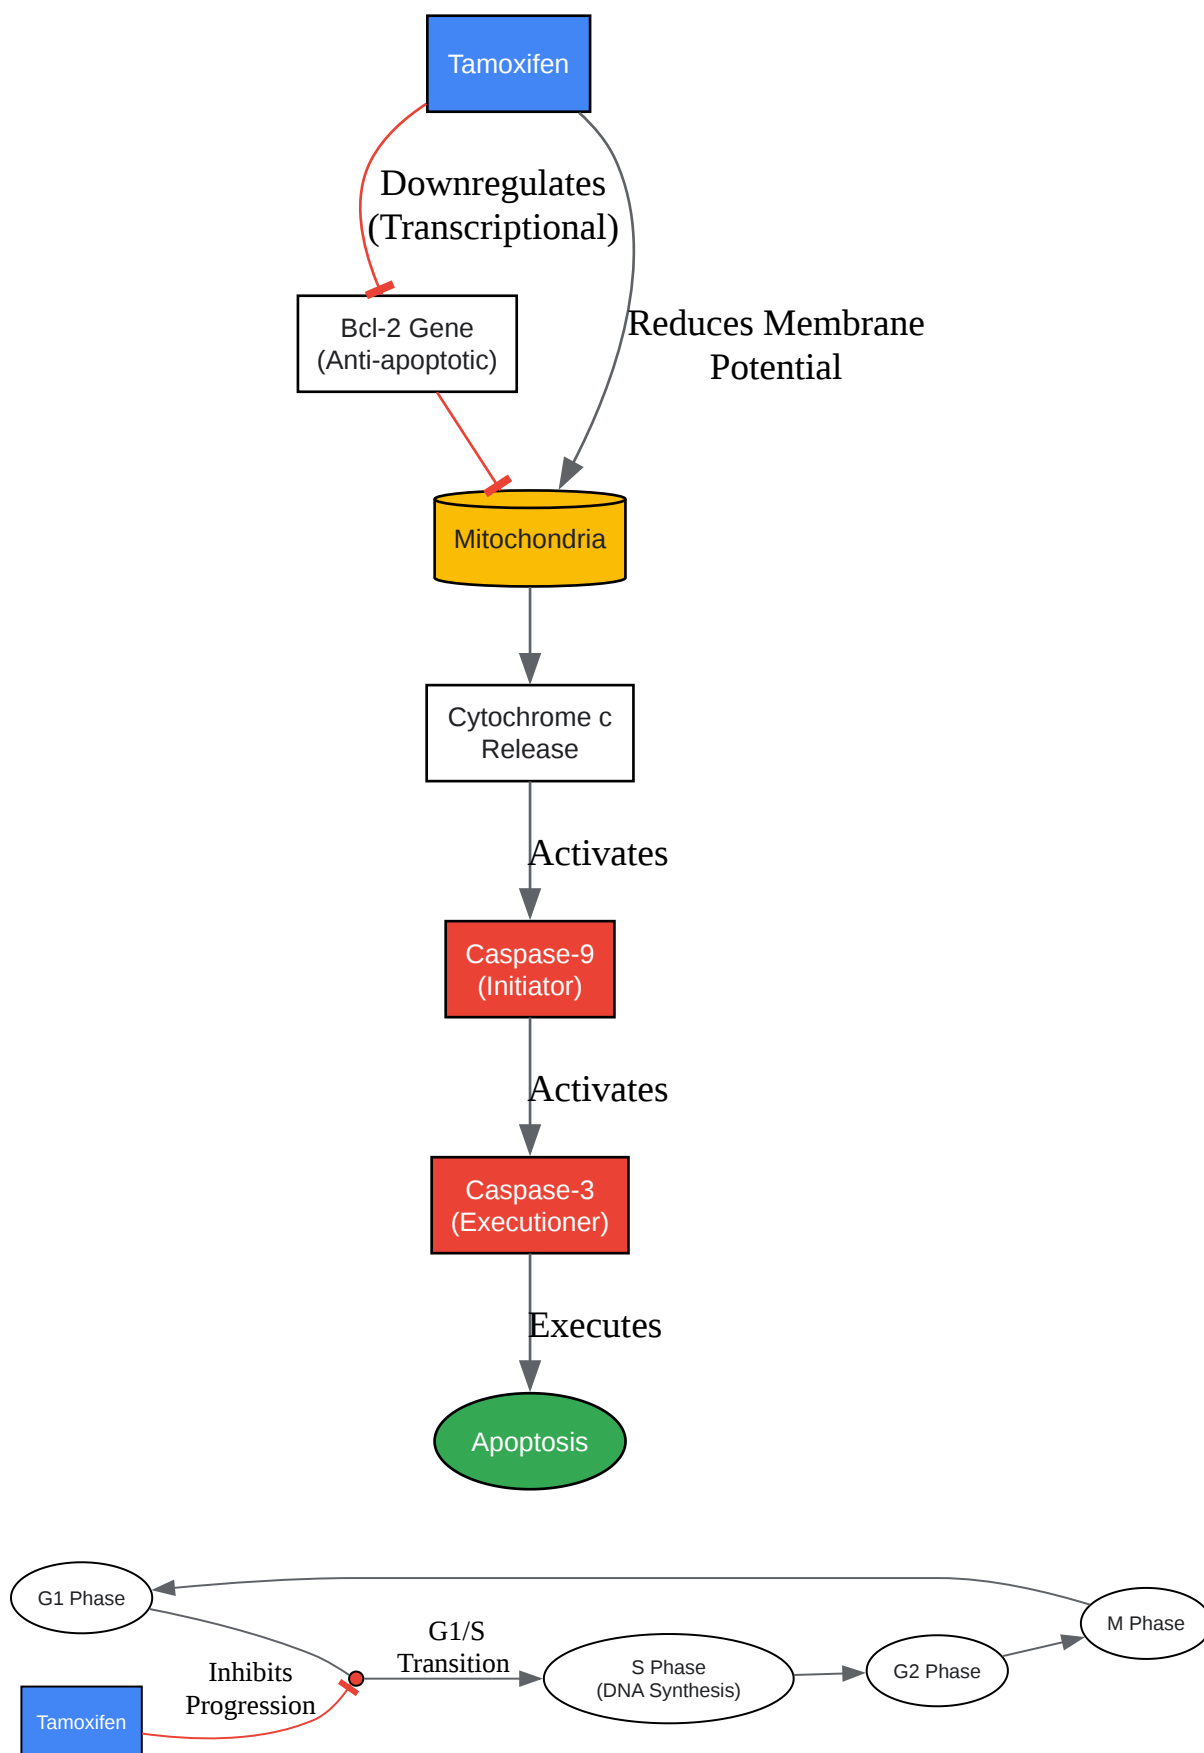 Tamoxifen
Downregulates
(Transcriptional)
Bcl-2 Gene
(Anti-apoptotic)
Reduces Membrane
Potential
Mitochondria
Cytochrome c
Release
Activates
Caspase-9
(Initiator)
Activates
Caspase-3
(Executioner)
Executes
Apoptosis
G1 Phase
G1/S
Transition
Inhibits
Progression
Tamoxifen
S Phase
(DNA Synthesis)
G2 Phase
M Phase